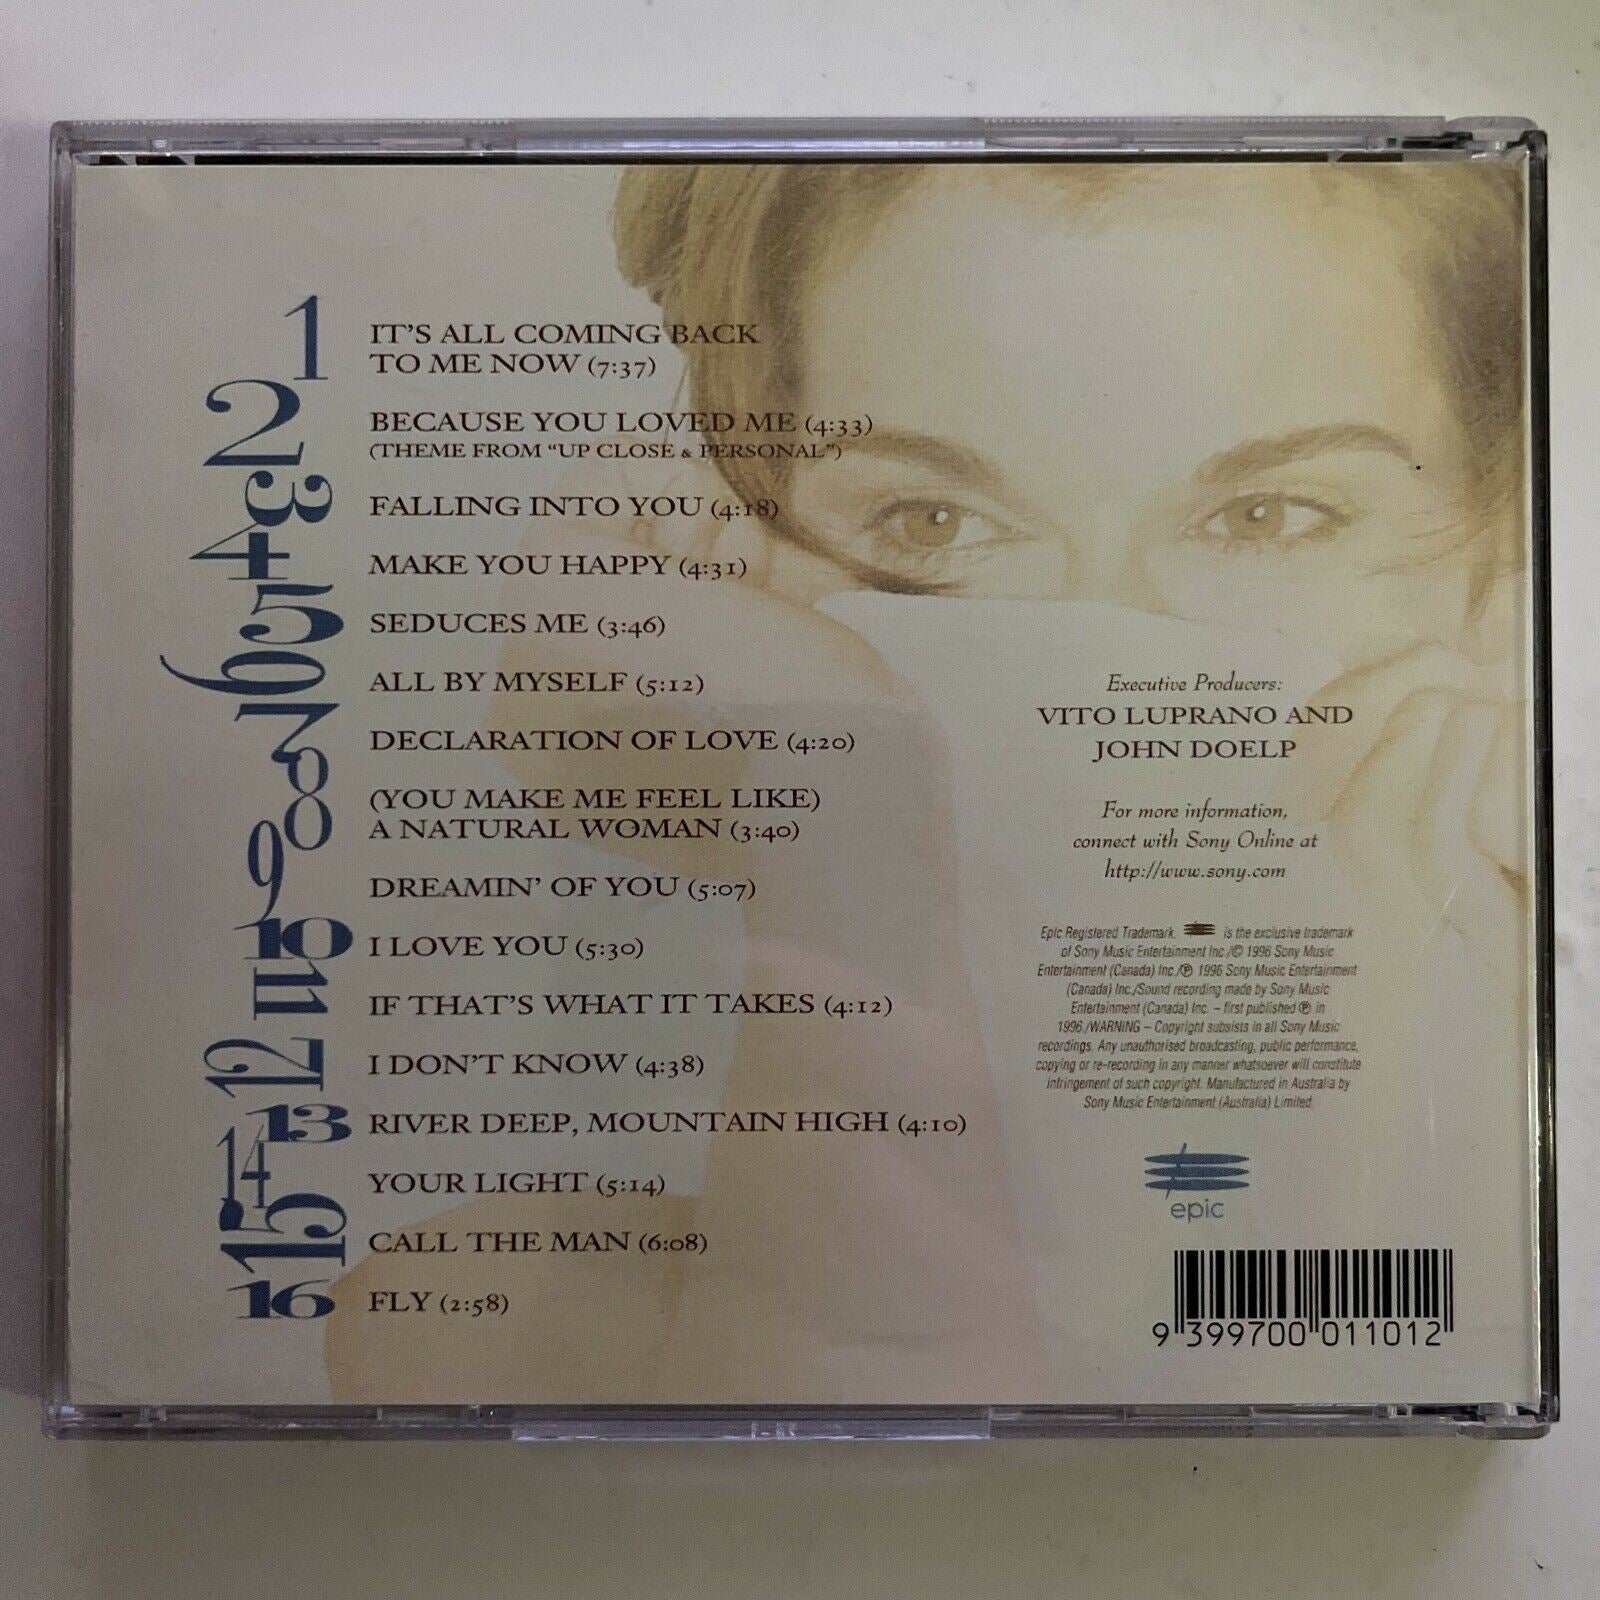 1
IT'S ALL COMING BACK
TO ME NOW (7:37)
2
BECAUSE YOU LOVED ME (4:33)
(THEME FROM "UP CLOSE & PERSONAL")
3
FALLING INTO YOU (4:18)
4
MAKE YOU HAPPY (4:31)
5
SEDUCES ME (3:46)
6
ALL BY MYSELF (5:12)
7
DECLARATION OF LOVE (4:20)
8
(YOU MAKE ME FEEL LIKE)
A NATURAL WOMAN (3:40)
9
DREAMIN' OF YOU (5:07)
10
I LOVE YOU (5:30)
11
IF THAT'S WHAT IT TAKES (4:12)
12
I DON'T KNOW (4:38)
13
RIVER DEEP, MOUNTAIN HIGH (4:10)
14
YOUR LIGHT (5:14)
15
CALL THE MAN (6:08)
16
FLY (2:58)
Executive Producers:
VITO LUPRANO AND
JOHN DOELP
For more information,
connect with Sony Online at
http://www.sony.com
Epic Registered Trademark. is the exclusive trademark
of Sony Music Entertainment Inc./© 1996 Sony Music
Entertainment (Canada) Inc./℗ 1996 Sony Music Entertainment
(Canada) Inc./Sound recording made by Sony Music
Entertainment (Canada) Inc. – first published ℗ in
1996./WARNING – Copyright subsists in all Sony Music
recordings. Any unauthorised broadcasting, public performance,
copying or re-recording in any manner whatsoever will constitute
infringement of such copyright. Manufactured in Australia by
Sony Music Entertainment (Australia) Limited.
epic
9 399700 011012